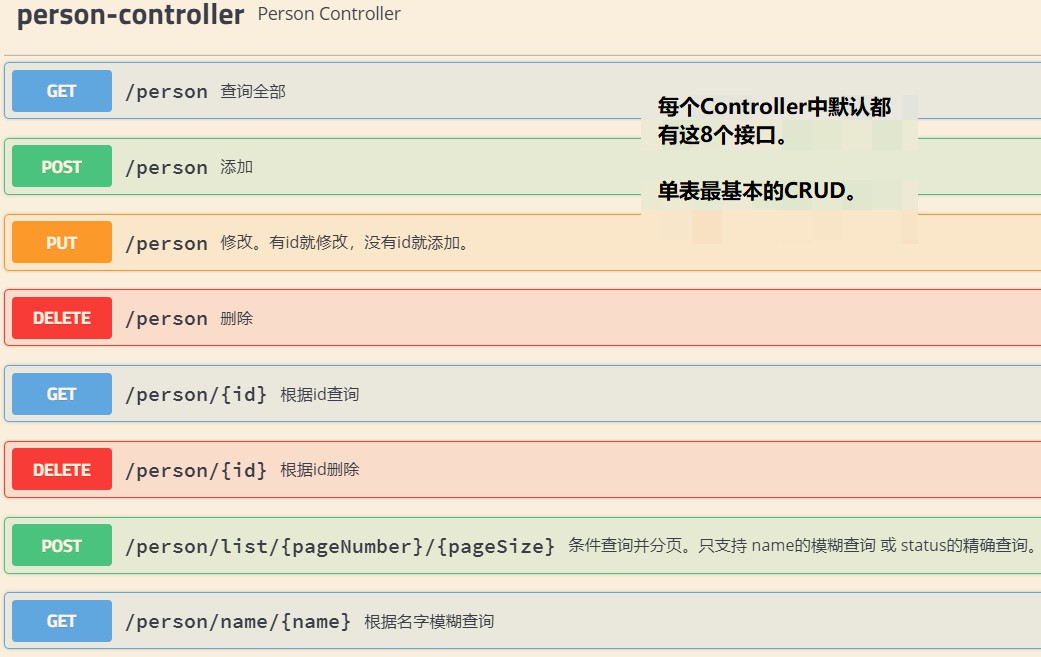 person-controller Person Controller
GET /person 查询全部
每个Controller中默认都
有这8个接口。
POST /person 添加
单表最基本的CRUD。
PUT /person 修改。有id就修改，没有id就添加。
DELETE /person 删除
GET /person/{id} 根据id查询
DELETE /person/{id} 根据id删除
POST /person/list/{pageNumber}/{pageSize} 条件查询并分页。只支持 name的模糊查询 或 status的精确查询。
GET /person/name/{name} 根据名字模糊查询